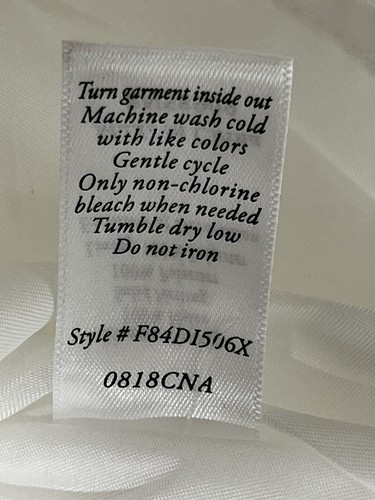 Turn garment inside out
Machine wash cold
with like colors
Gentle cycle
Only non-chlorine
bleach when needed
Tumble dry low
Do not iron
Style # F84DI506X
0818CNA